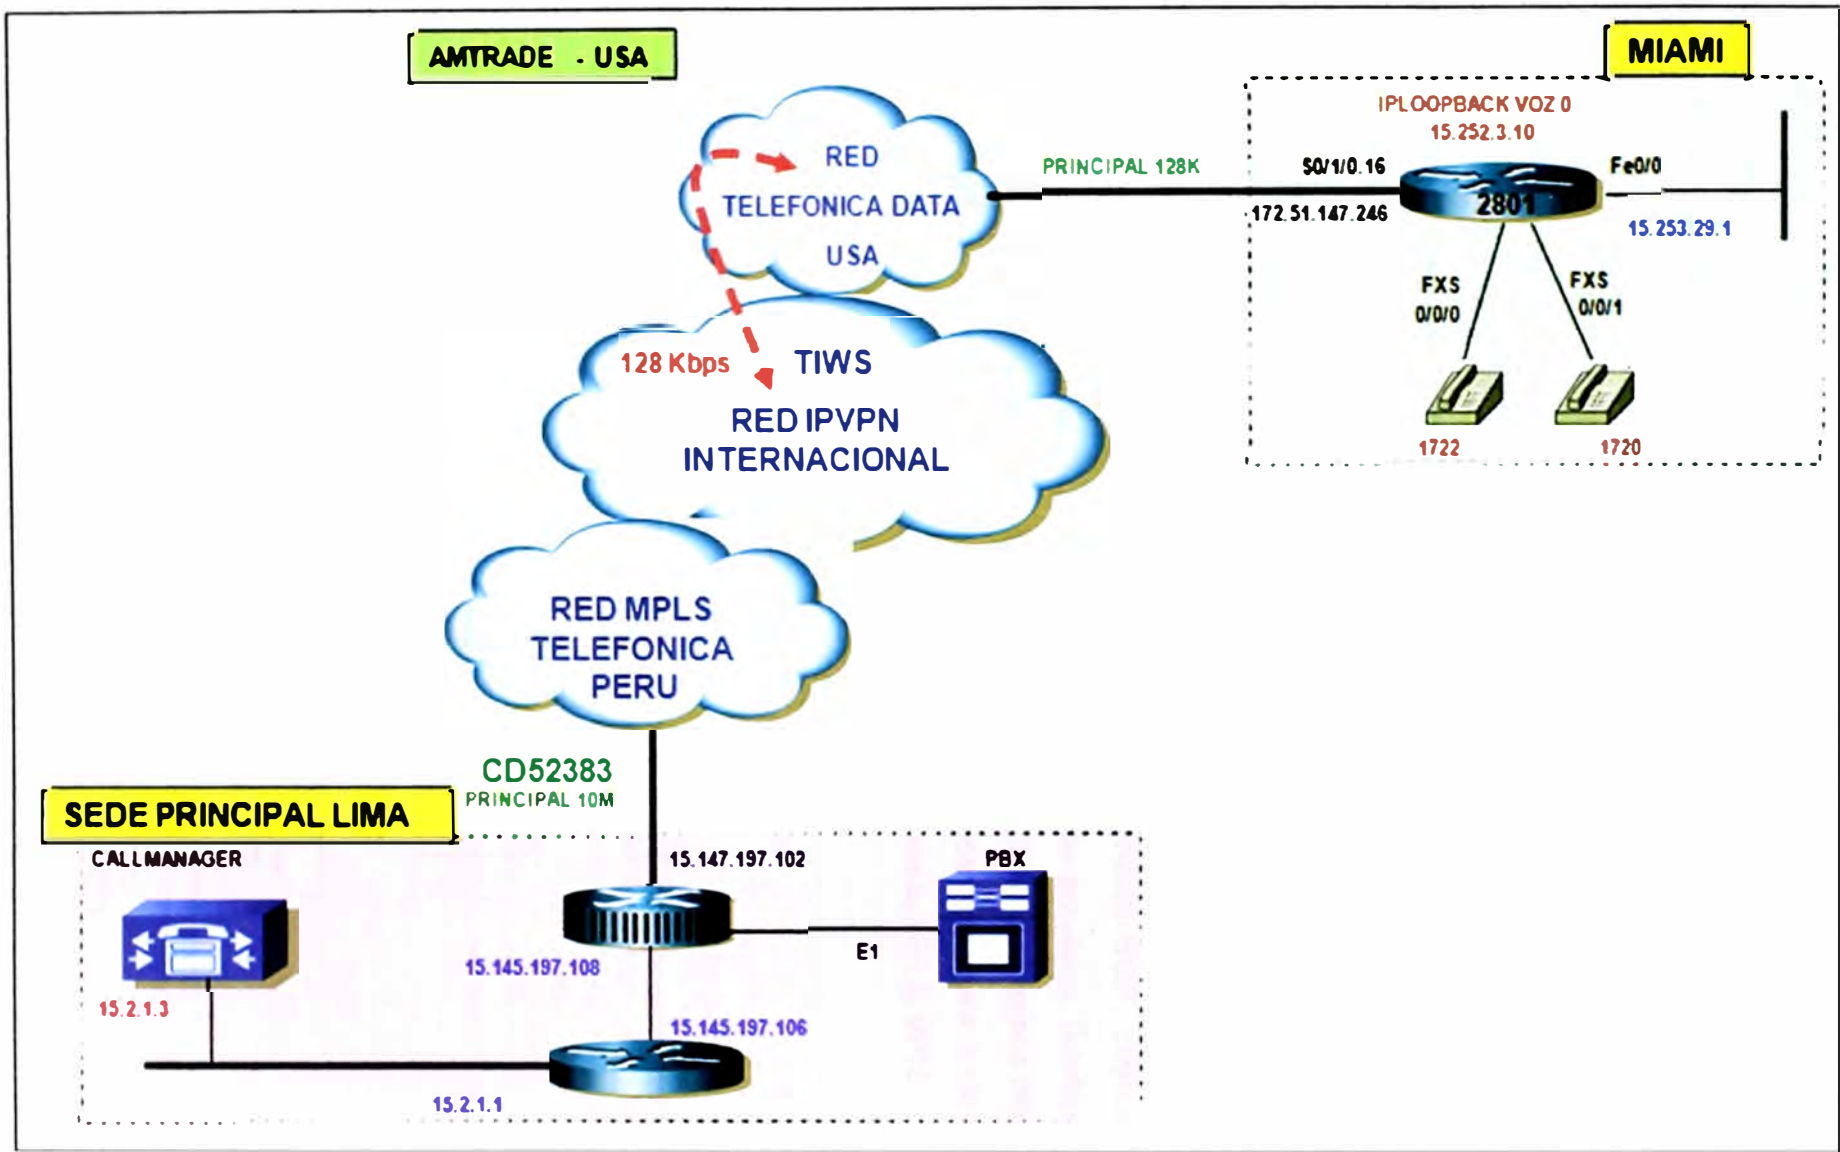 AMTRADE - USA
MIAMI
IPLOOPBACK VOZ 0
15.252.3.10
RED
TELEFONICA DATA
USA
PRINCIPAL 128K
S0/1/0.16
Fe0/0
172.51.147.246
2801
15.253.29.1
FXS
0/0/0
FXS
0/0/1
1722
1720
128 Kbps
TIWS
RED IPVPN
INTERNACIONAL
RED MPLS
TELEFONICA
PERU
CD52383
PRINCIPAL 10M
SEDE PRINCIPAL LIMA
CALLMANAGER
15.147.197.102
PBX
E1
15.145.197.108
15.2.1.3
15.145.197.106
15.2.1.1